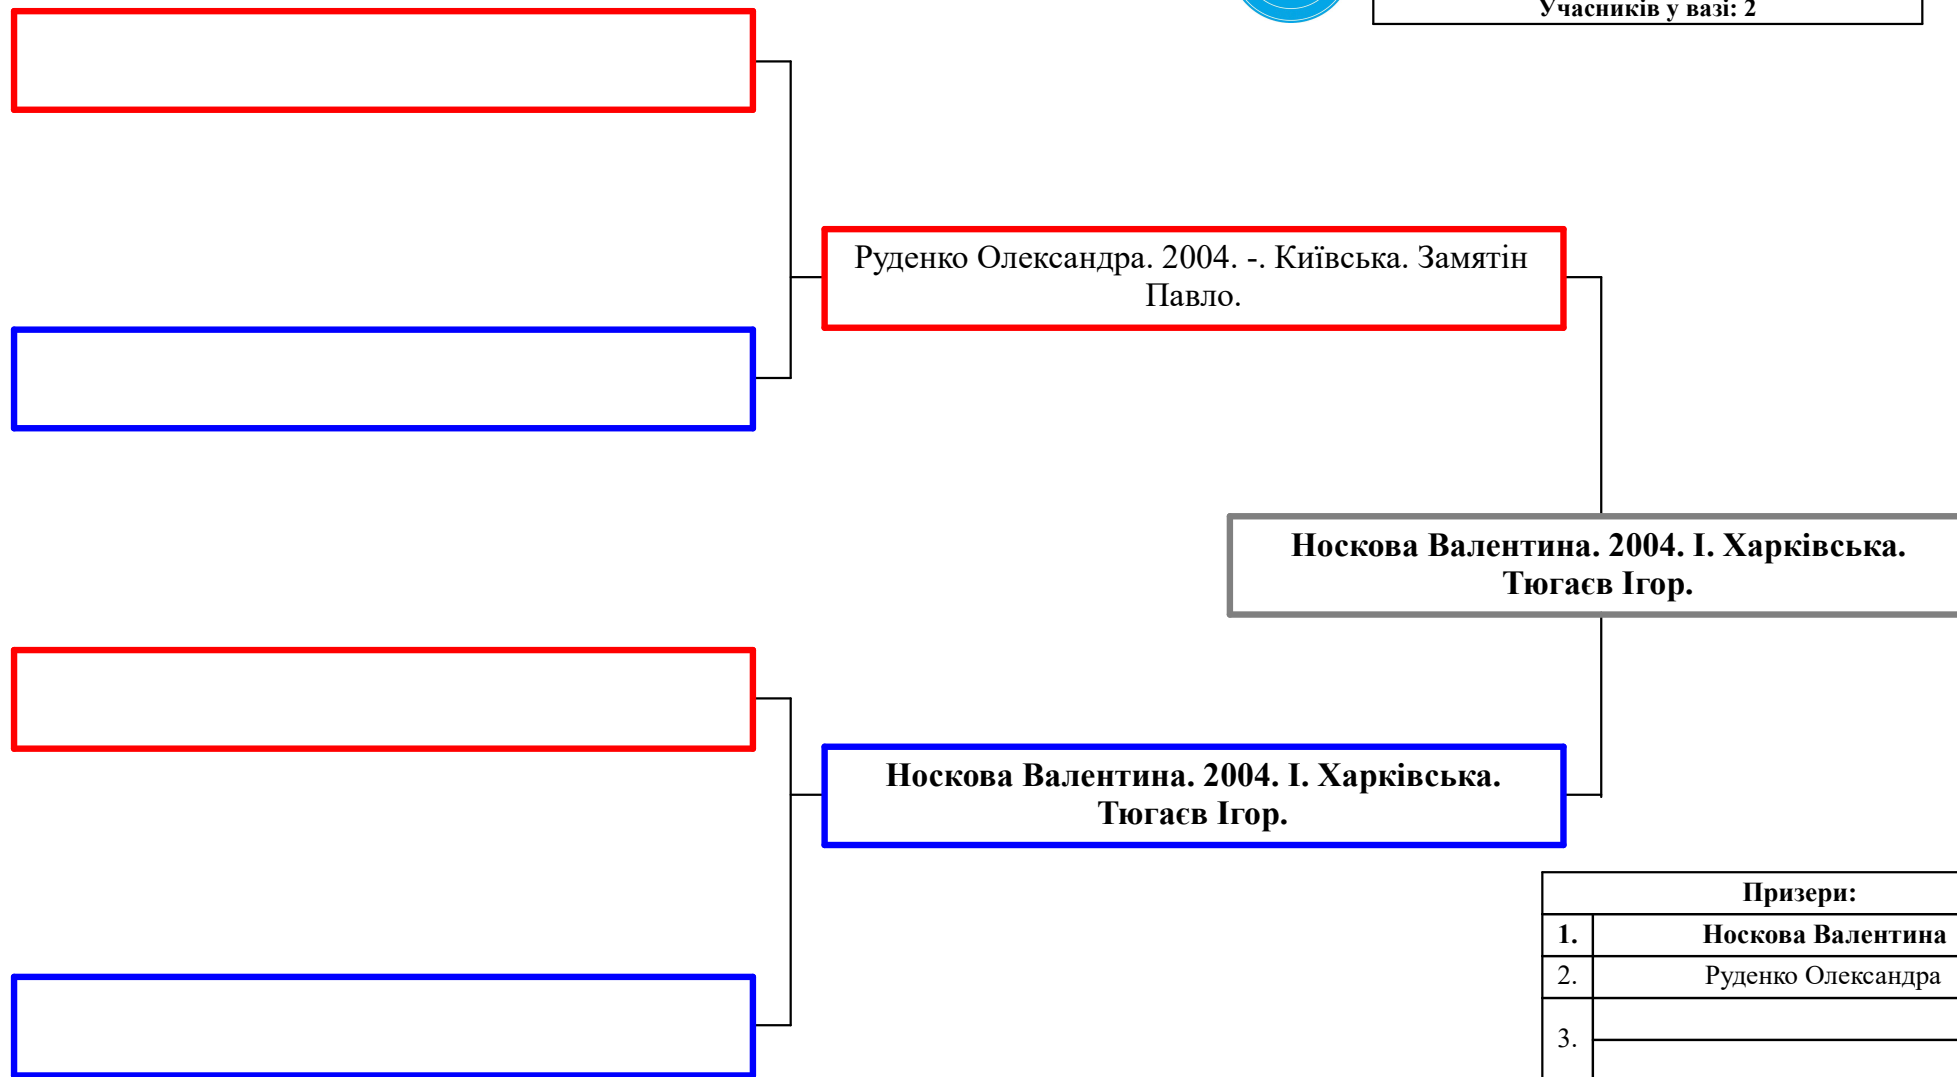 Учасників у вазі: 2
Руденко Олександра. 2004. -. Київська. Замятін
Павло.
Носкова Валентина. 2004. І. Харківська.
Тюгаєв Ігор.
Носкова Валентина. 2004. І. Харківська.
Тюгаєв Ігор.
Призери:
1. Носкова Валентина
2. Руденко Олександра
3.